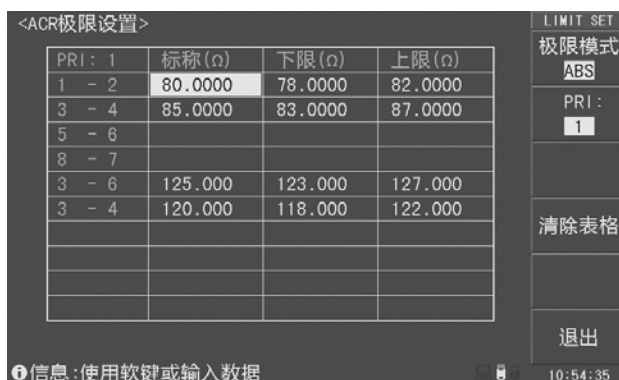 <ACR极限设置>
LIMIT SET
极限模式
ABS
PRI:
1
清除表格
退出
PRI: 1 标称(Ω) 下限(Ω) 上限(Ω)
1 - 2 80.0000 78.0000 82.0000
3 - 4 85.0000 83.0000 87.0000
5 - 6
8 - 7
3 - 6 125.000 123.000 127.000
3 - 4 120.000 118.000 122.000
信息:使用软键或输入数据
10:54:35